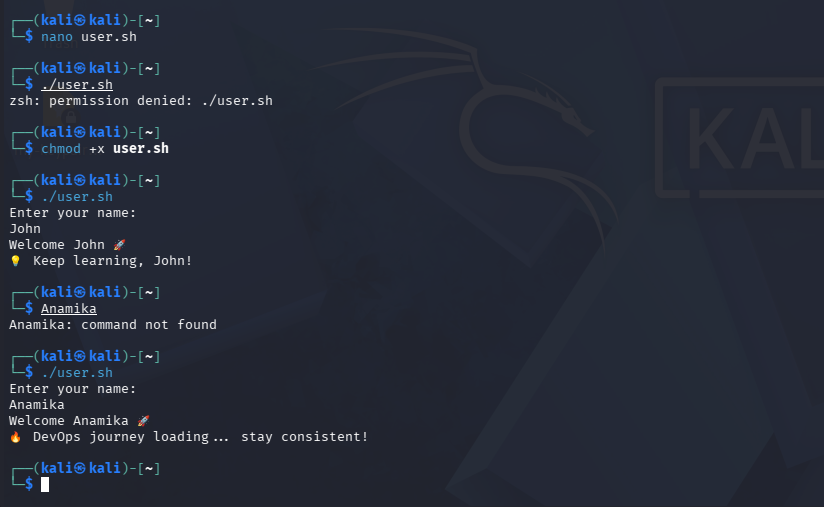 ┌──(kali㉿kali)-[~]
└─$ nano user.sh
┌──(kali㉿kali)-[~]
└─$ ./user.sh
zsh: permission denied: ./user.sh
┌──(kali㉿kali)-[~]
└─$ chmod +x user.sh
┌──(kali㉿kali)-[~]
└─$ ./user.sh
Enter your name:
John
Welcome John 🚀
💡 Keep learning, John!
┌──(kali㉿kali)-[~]
└─$ Anamika
Anamika: command not found
┌──(kali㉿kali)-[~]
└─$ ./user.sh
Enter your name:
Anamika
Welcome Anamika 🚀
🔥 DevOps journey loading... stay consistent!
┌──(kali㉿kali)-[~]
└─$
KAL